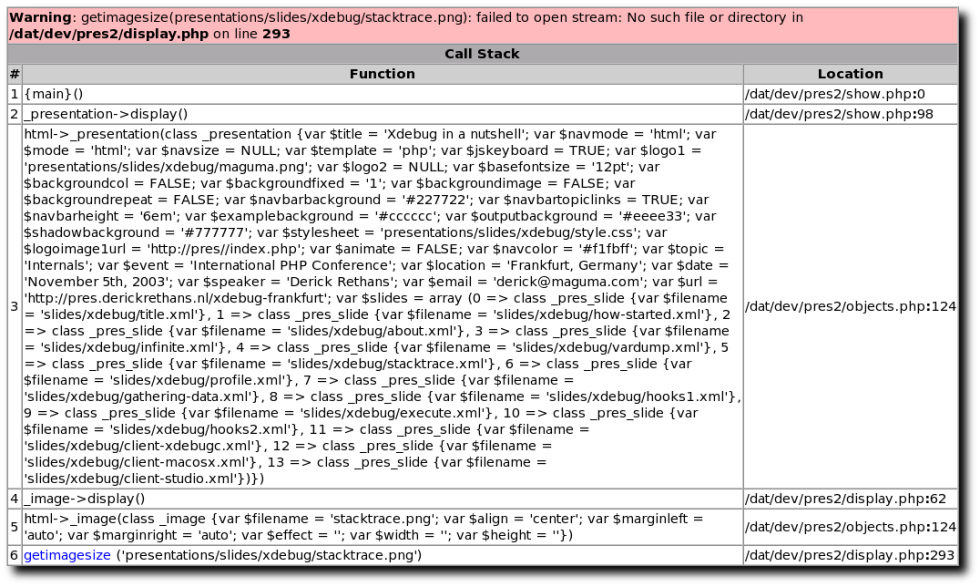 Warning: getimagesize(presentations/slides/xdebug/stacktrace.png): failed to open stream: No such file or directory in
/dat/dev/pres2/display.php on line 293
Call Stack
# Function Location
1 {main}() /dat/dev/pres2/show.php:0
2 _presentation->display() /dat/dev/pres2/show.php:98
html->_presentation(class _presentation {var $title = 'Xdebug in a nutshell'; var $navmode = 'html'; var
$mode = 'html'; var $navsize = NULL; var $template = 'php'; var $jskeyboard = TRUE; var $logo1 =
'presentations/slides/xdebug/maguma.png'; var $logo2 = NULL; var $basefontsize = '12pt'; var
$backgroundcol = FALSE; var $backgroundfixed = '1'; var $backgroundimage = FALSE; var
$backgroundrepeat = FALSE; var $navbarbackground = '#227722'; var $navbartopiclinks = TRUE; var
$navbarheight = '6em'; var $examplebackground = '#cccccc'; var $outputbackground = '#eeee33'; var
$shadowbackground = '#777777'; var $stylesheet = 'presentations/slides/xdebug/style.css'; var
$logoimage1url = 'http://pres//index.php'; var $animate = FALSE; var $navcolor = '#f1fbff'; var $topic =
'Internals'; var $event = 'International PHP Conference'; var $location = 'Frankfurt, Germany'; var $date =
'November 5th, 2003'; var $speaker = 'Derick Rethans'; var $email = 'derick@maguma.com'; var $url =
'http://pres.derickrethans.nl/xdebug-frankfurt'; var $slides = array (0 => class _pres_slide {var $filename
3 = 'slides/xdebug/title.xml'}, 1 => class _pres_slide {var $filename = 'slides/xdebug/how-started.xml'}, 2 /dat/dev/pres2/objects.php:124
=> class _pres_slide {var $filename = 'slides/xdebug/about.xml'}, 3 => class _pres_slide {var $filename
= 'slides/xdebug/infinite.xml'}, 4 => class _pres_slide {var $filename = 'slides/xdebug/vardump.xml'}, 5
=> class _pres_slide {var $filename = 'slides/xdebug/stacktrace.xml'}, 6 => class _pres_slide {var
$filename = 'slides/xdebug/profile.xml'}, 7 => class _pres_slide {var $filename =
'slides/xdebug/gathering-data.xml'}, 8 => class _pres_slide {var $filename = 'slides/xdebug/hooks1.xml'},
9 => class _pres_slide {var $filename = 'slides/xdebug/execute.xml'}, 10 => class _pres_slide {var
$filename = 'slides/xdebug/hooks2.xml'}, 11 => class _pres_slide {var $filename =
'slides/xdebug/client-xdebugc.xml'}, 12 => class _pres_slide {var $filename =
'slides/xdebug/client-macosx.xml'}, 13 => class _pres_slide {var $filename =
'slides/xdebug/client-studio.xml'})})
4 _image->display() /dat/dev/pres2/display.php:62
5 html->_image(class _image {var $filename = 'stacktrace.png'; var $align = 'center'; var $marginleft = /dat/dev/pres2/objects.php:124
'auto'; var $marginright = 'auto'; var $effect = ''; var $width = ''; var $height = ''})
6 getimagesize ('presentations/slides/xdebug/stacktrace.png') /dat/dev/pres2/display.php:293